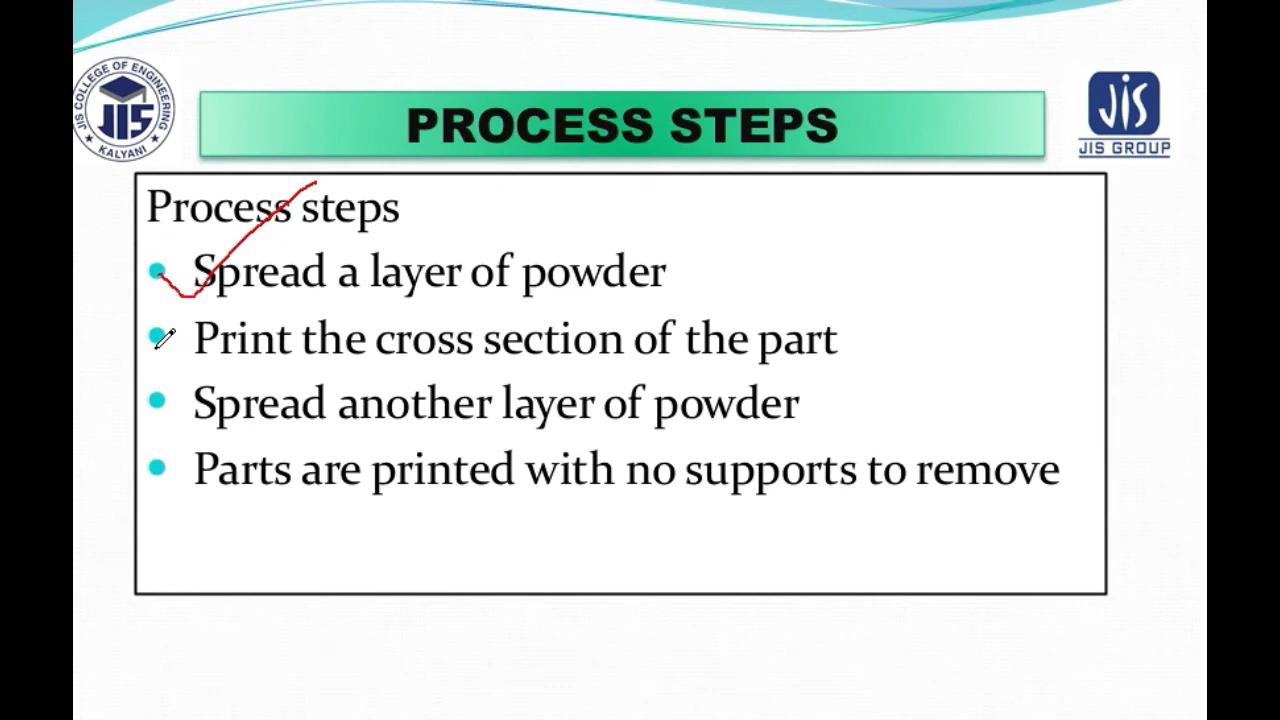 JIS COLLEGE OF ENGINEERING
JIS
KALYANI
PROCESS STEPS
JIS
JIS GROUP
Process steps
Spread a layer of powder
Print the cross section of the part
Spread another layer of powder
Parts are printed with no supports to remove